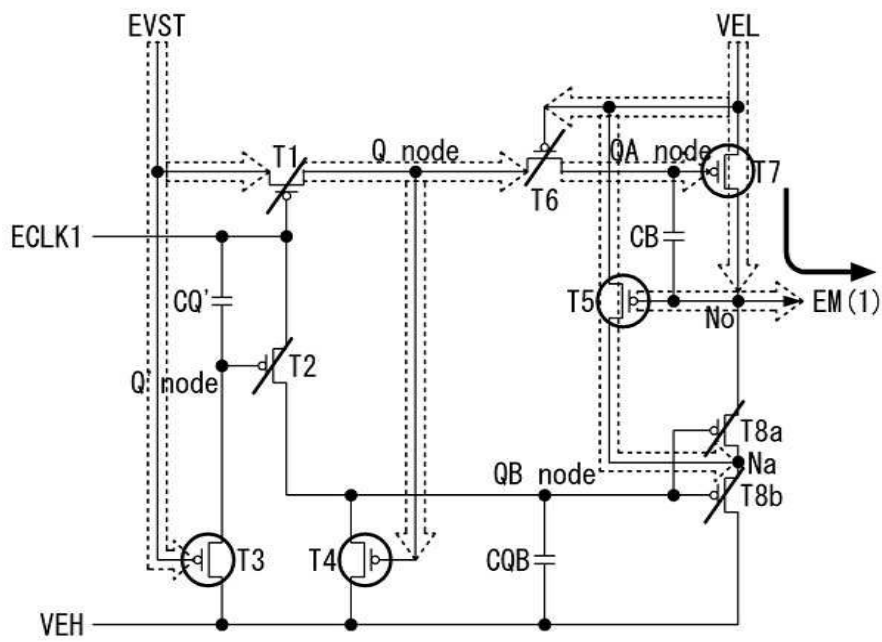 EVST
VEL
T1
Q node
QA node
T7
T6
ECLK1
CB
CQ'
T5
No
EM(1)
T2
Q' node
T8a
Na
QB node
T8b
T3
T4
CQB
VEH